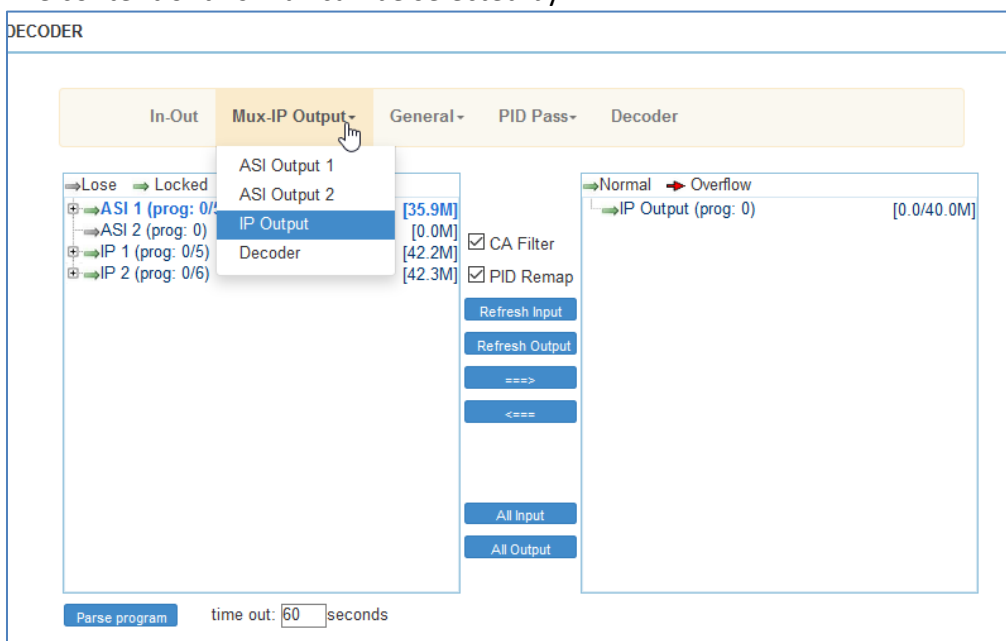 DECODER
In-Out Mux-IP Output General PID Pass Decoder
ASI Output 1
ASI Output 2
IP Output
Decoder
Lose Locked
ASI 1 (prog: 0/ [35.9M]
ASI 2 (prog: 0) [0.0M]
IP 1 (prog: 0/5) [42.2M]
IP 2 (prog: 0/6) [42.3M]
CA Filter
PID Remap
Refresh Input
Refresh Output
===>
<===
All Input
All Output
Normal Overflow
IP Output (prog: 0) [0.0/40.0M]
Parse program time out: 60 seconds